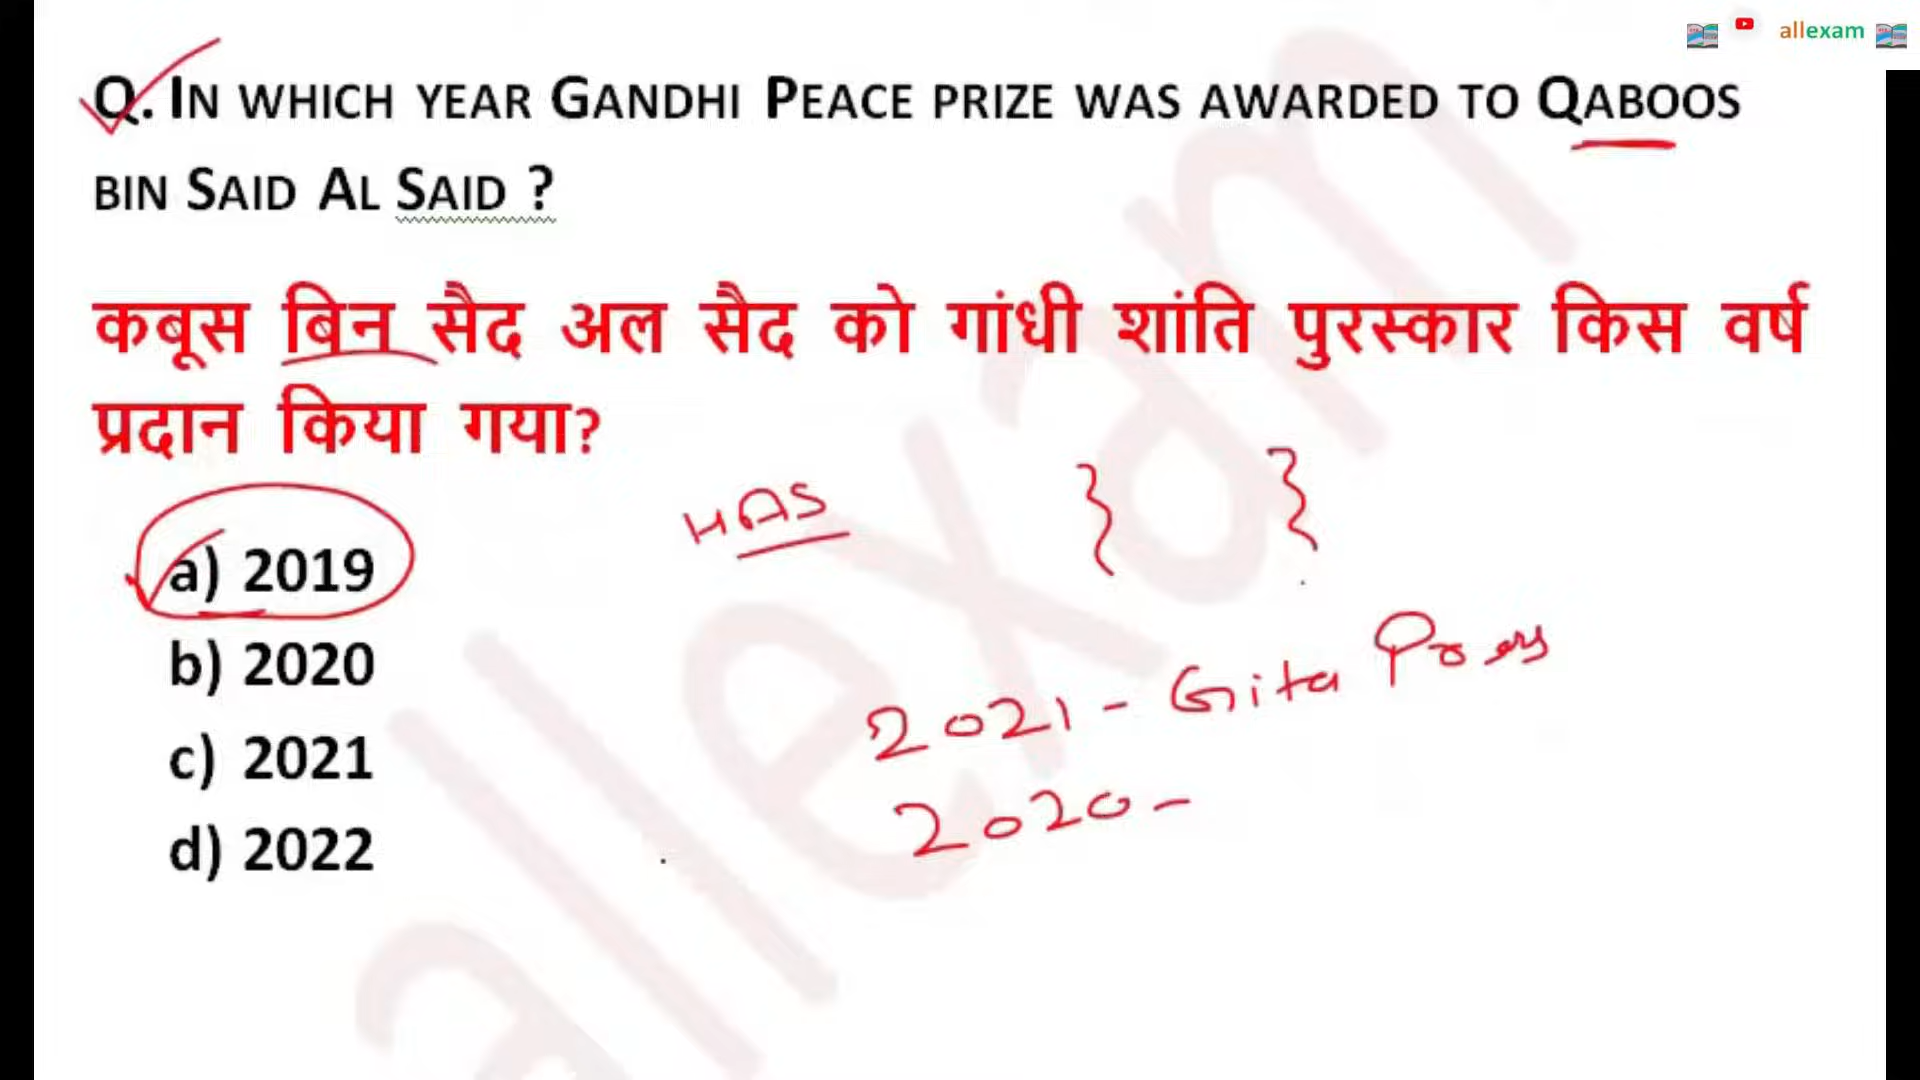 allexam
Q. IN WHICH YEAR GANDHI PEACE PRIZE WAS AWARDED TO QABOOS
BIN SAID AL SAID ?
कबूस बिन सैद अल सैद को गांधी शांति पुरस्कार किस वर्ष
प्रदान किया गया?
HAS
a) 2019
b) 2020
2021 - Gita Press
c) 2021
2020 -
d) 2022
allexam